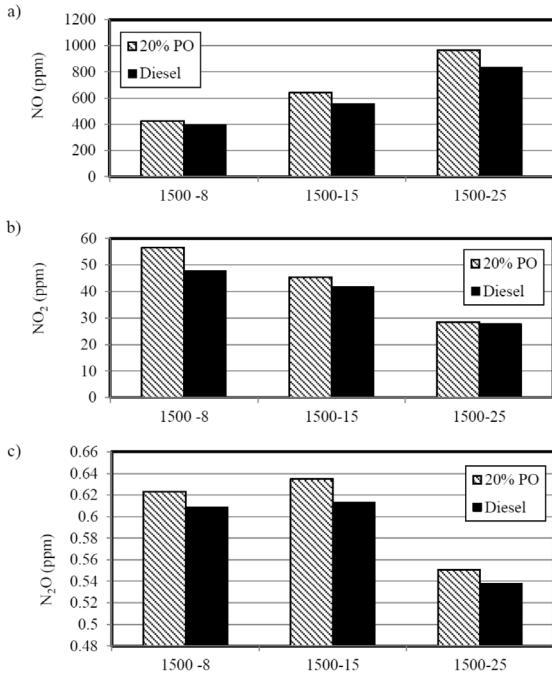 a)
1200
1000
800
600
400
200
0
NO (ppm)
20% PO
Diesel
1500 -8
1500-15
1500-25
b)
60
50
40
30
20
10
0
NO₂ (ppm)
20% PO
Diesel
1500 -8
1500-15
1500-25
c)
0.66
0.64
0.62
0.6
0.58
0.56
0.54
0.52
0.5
0.48
N₂O (ppm)
20% PO
Diesel
1500 -8
1500-15
1500-25